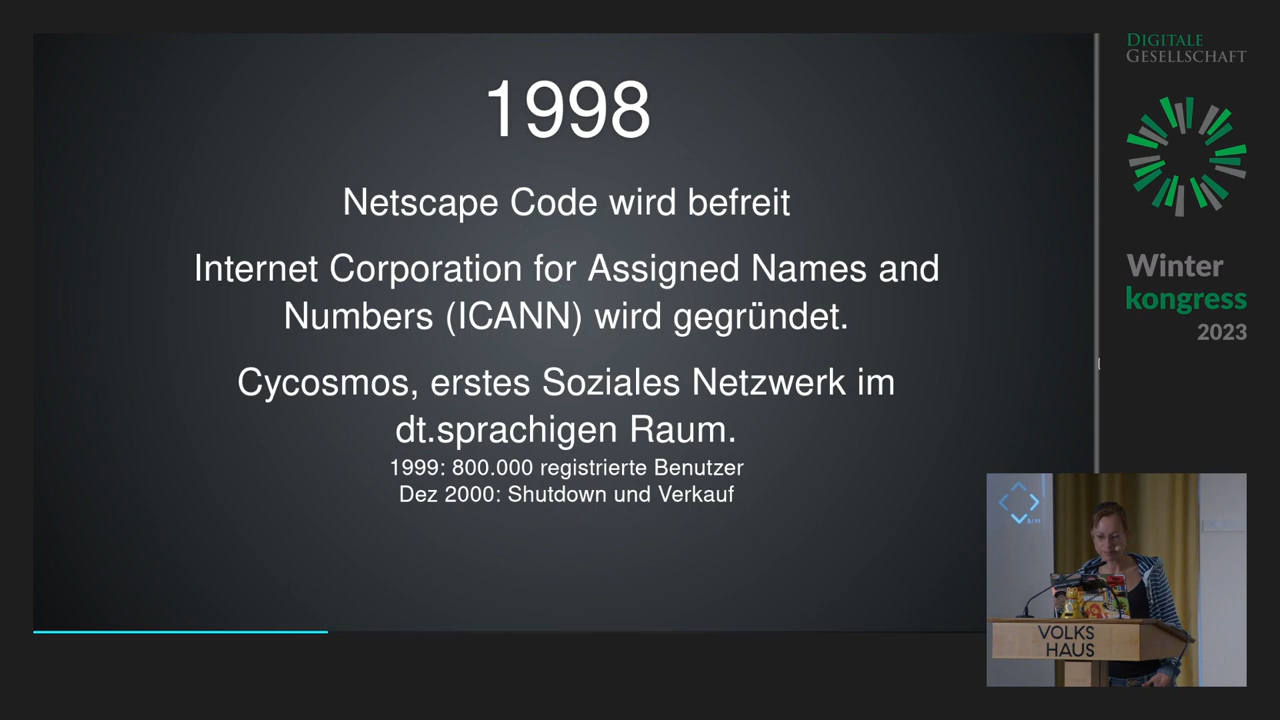 1998
Netscape Code wird befreit
Internet Corporation for Assigned Names and
Numbers (ICANN) wird gegründet.
Cycosmos, erstes Soziales Netzwerk im
dt.sprachigen Raum.
1999: 800.000 registrierte Benutzer
Dez 2000: Shutdown und Verkauf
DIGITALE
GESELLSCHAFT
Winter
kongress
2023
VOLKS
HAUS